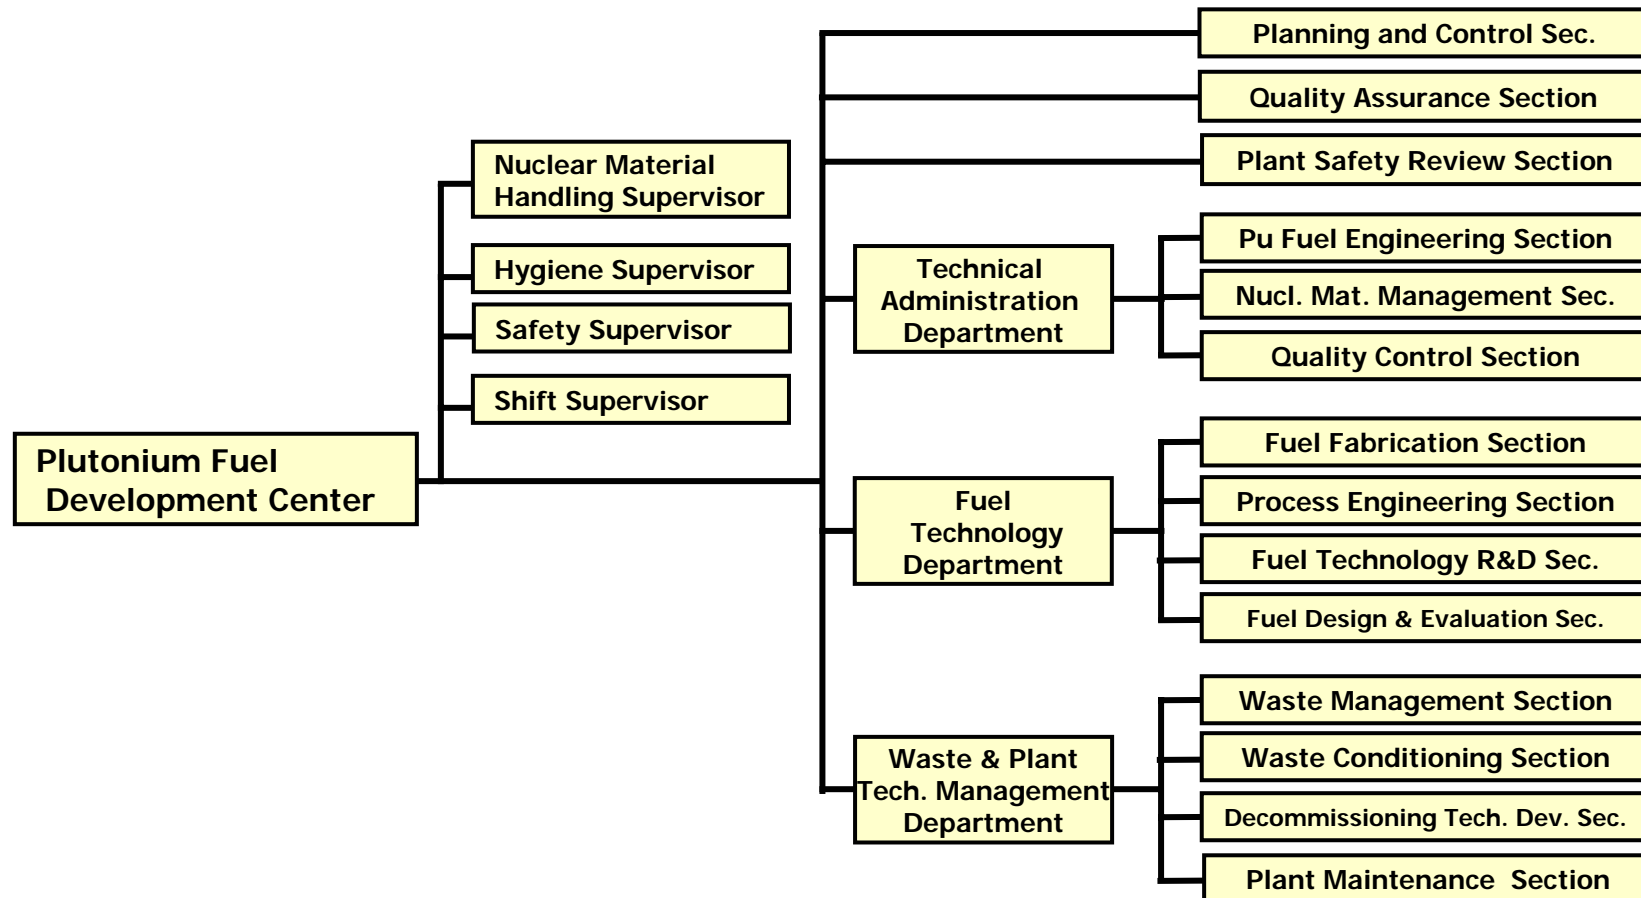 Plutonium Fuel
Development Center
Nuclear Material
Handling Supervisor
Hygiene Supervisor
Safety Supervisor
Shift Supervisor
Planning and Control Sec.
Quality Assurance Section
Plant Safety Review Section
Technical
Administration
Department
Pu Fuel Engineering Section
Nucl. Mat. Management Sec.
Quality Control Section
Fuel
Technology
Department
Fuel Fabrication Section
Process Engineering Section
Fuel Technology R&D Sec.
Fuel Design & Evaluation Sec.
Waste & Plant
Tech. Management
Department
Waste Management Section
Waste Conditioning Section
Decommissioning Tech. Dev. Sec.
Plant Maintenance  Section